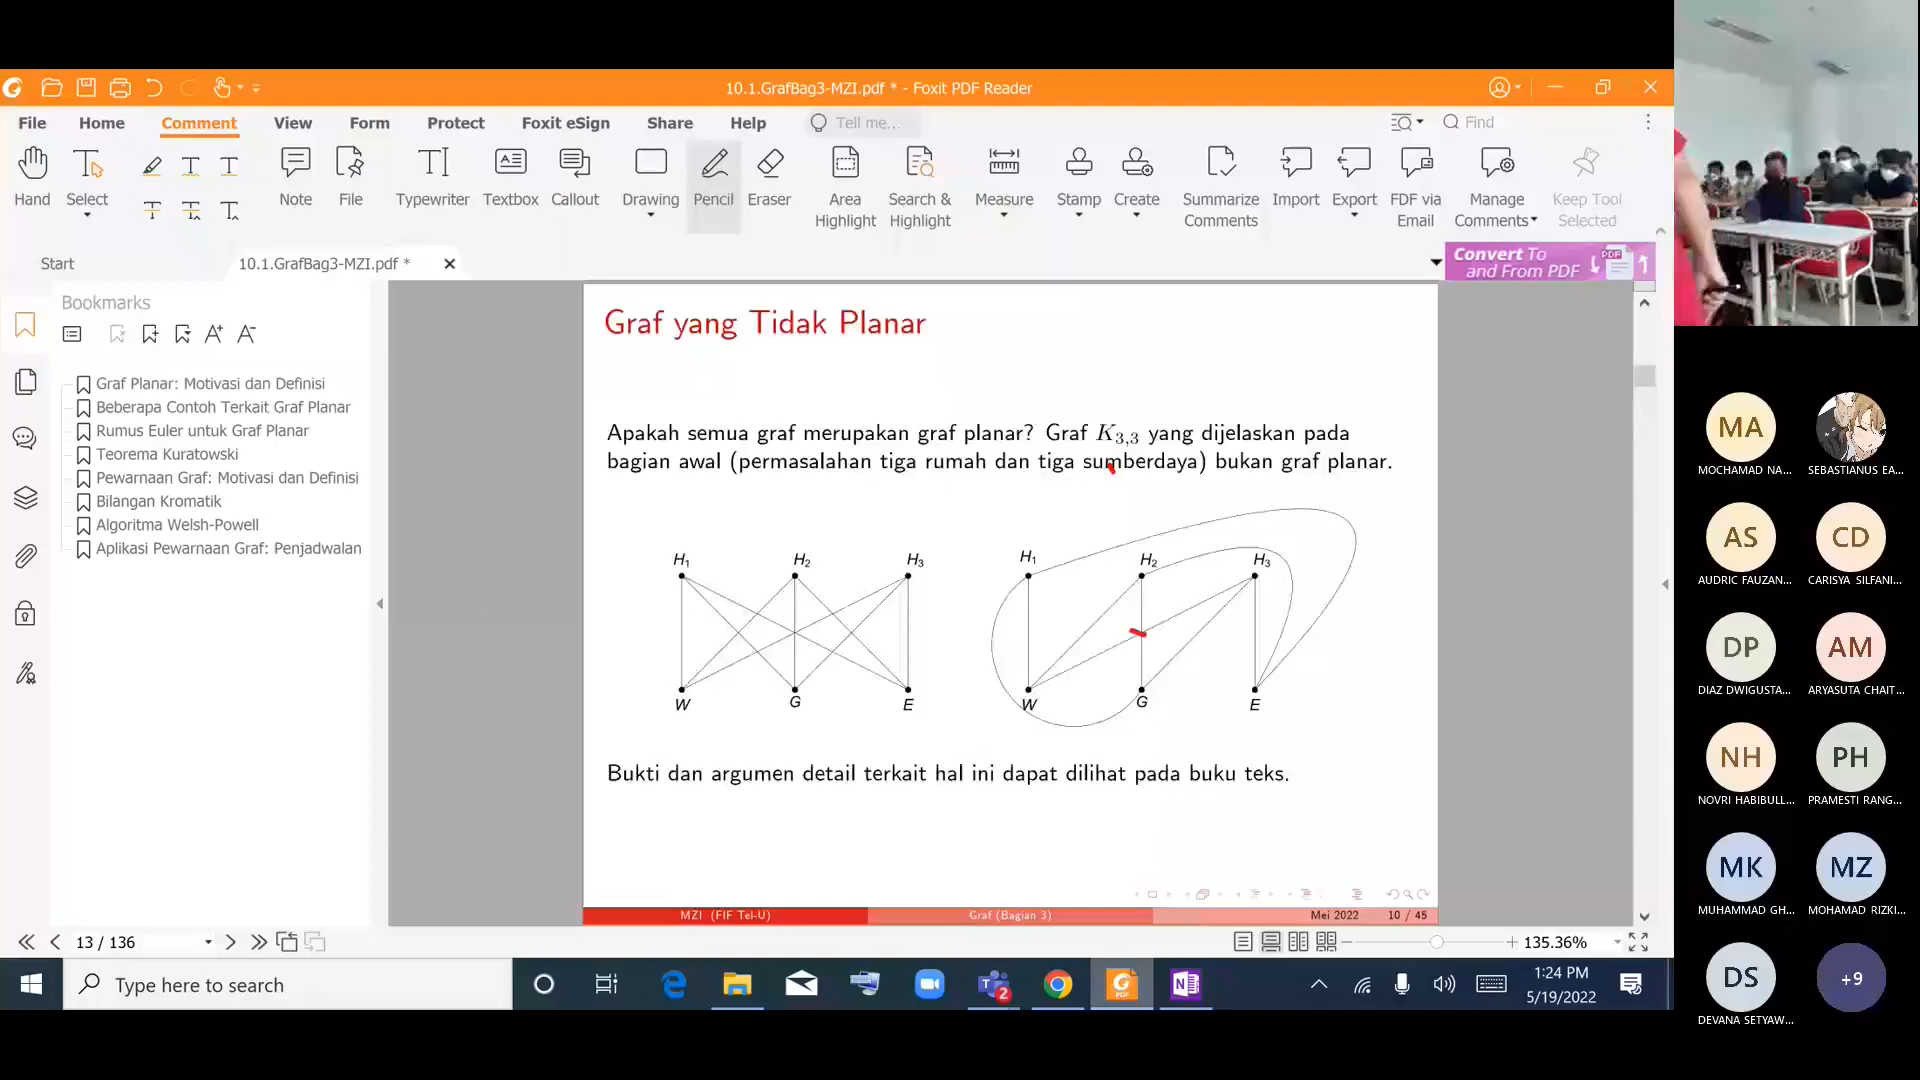 10.1.GrafBag3-MZI.pdf * - Foxit PDF Reader
File Home Comment View Form Protect Foxit eSign Share Help Tell me... Find
Hand Select Note File Typewriter Textbox Callout Drawing Pencil Eraser Area Highlight Search & Highlight Measure Stamp Create Summarize Comments Import Export FDF via Email Manage Comments Keep Tool Selected
Start 10.1.GrafBag3-MZI.pdf *
Convert To and From PDF
PDF
Bookmarks
Graf Planar: Motivasi dan Definisi
Beberapa Contoh Terkait Graf Planar
Rumus Euler untuk Graf Planar
Teorema Kuratowski
Pewarnaan Graf: Motivasi dan Definisi
Bilangan Kromatik
Algoritma Welsh-Powell
Aplikasi Pewarnaan Graf: Penjadwalan
Graf yang Tidak Planar
Apakah semua graf merupakan graf planar? Graf K3,3 yang dijelaskan pada
bagian awal (permasalahan tiga rumah dan tiga sumberdaya) bukan graf planar.
H1 H2 H3 H1 H2 H3
W G E W G E
Bukti dan argumen detail terkait hal ini dapat dilihat pada buku teks.
MZI (FIF Tel-U) Graf (Bagian 3) Mei 2022 10 / 45
13 / 136 135.36%
Type here to search
2
1:24 PM
5/19/2022
MA
MOCHAMAD NA... SEBASTIANUS EA...
AS CD
AUDRIC FAUZAN... CARISYA SILFANI...
DP AM
DIAZ DWIGUSTA... ARYASUTA CHAIT...
NH PH
NOVRI HABIBULL... PRAMESTI RANG...
MK MZ
MUHAMMAD GH... MOHAMAD RIZKI...
DS +9
DEVANA SETYAW...